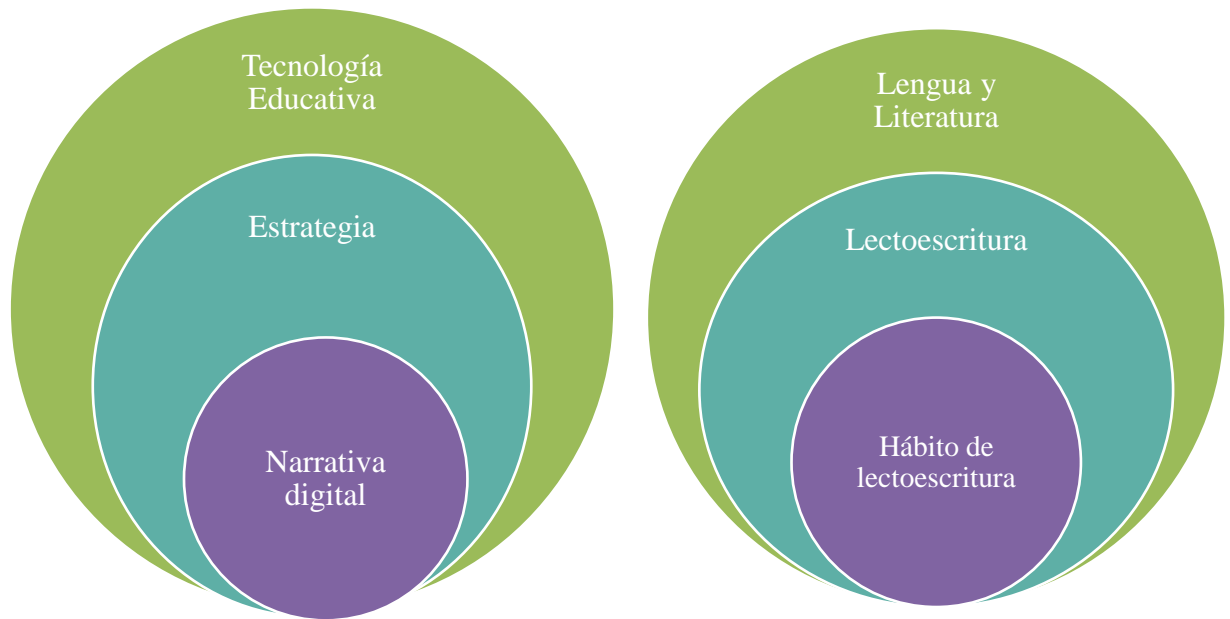 Tecnología
Educativa
Estrategia
Narrativa
digital
Lengua y
Literatura
Lectoescritura
Hábito de
lectoescritura